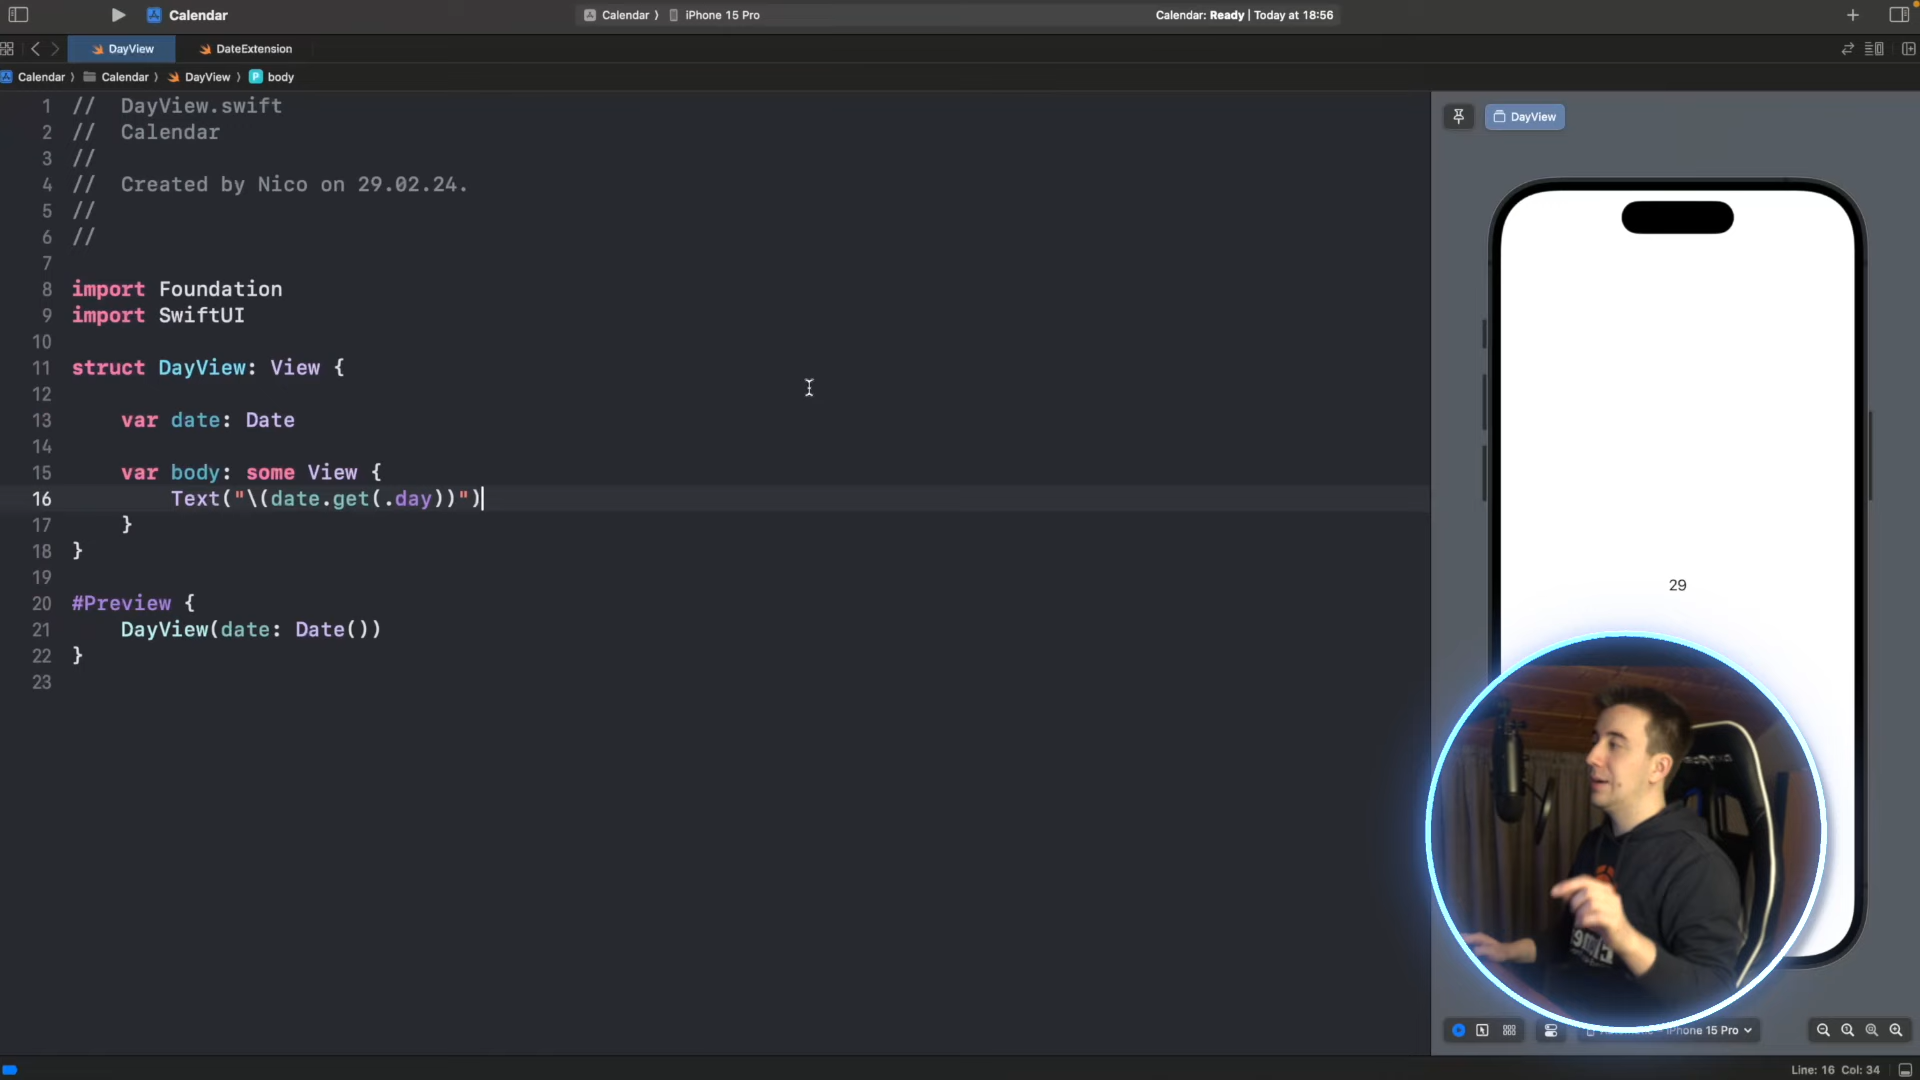 Calendar
Calendar ⟩ iPhone 15 Pro
Calendar: Ready | Today at 18:56
DayView
DateExtension
Calendar ⟩ Calendar ⟩ DayView ⟩ P body
1 // DayView.swift
2 // Calendar
3 //
4 // Created by Nico on 29.02.24.
5 //
6 //
7
8 import Foundation
9 import SwiftUI
10
11 struct DayView: View {
12
13 var date: Date
14
15 var body: some View {
16 Text("\(date.get(.day))")
17 }
18 }
19
20 #Preview {
21 DayView(date: Date())
22 }
23
DayView
29
iPhone 15 Pro
Line: 16 Col: 34